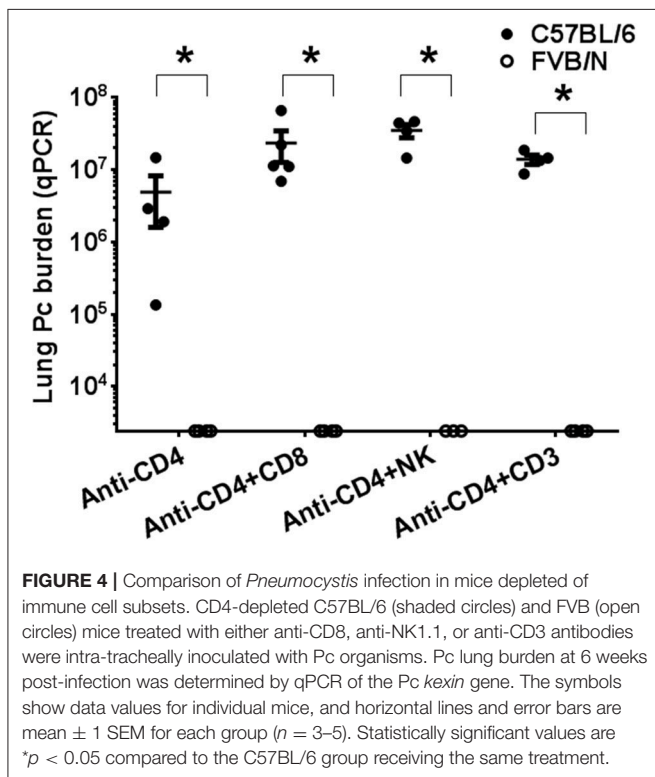 * * * ● C57BL/6
○ FVB/N
*
Lung Pc burden (qPCR)
10⁸
10⁷
10⁶
10⁵
10⁴
Anti-CD4
Anti-CD4+CD8
Anti-CD4+NK
Anti-CD4+CD3
FIGURE 4 | Comparison of Pneumocystis infection in mice depleted of
immune cell subsets. CD4-depleted C57BL/6 (shaded circles) and FVB (open
circles) mice treated with either anti-CD8, anti-NK1.1, or anti-CD3 antibodies
were intra-tracheally inoculated with Pc organisms. Pc lung burden at 6 weeks
post-infection was determined by qPCR of the Pc kexin gene. The symbols
show data values for individual mice, and horizontal lines and error bars are
mean ± 1 SEM for each group (n = 3–5). Statistically significant values are
*p < 0.05 compared to the C57BL/6 group receiving the same treatment.